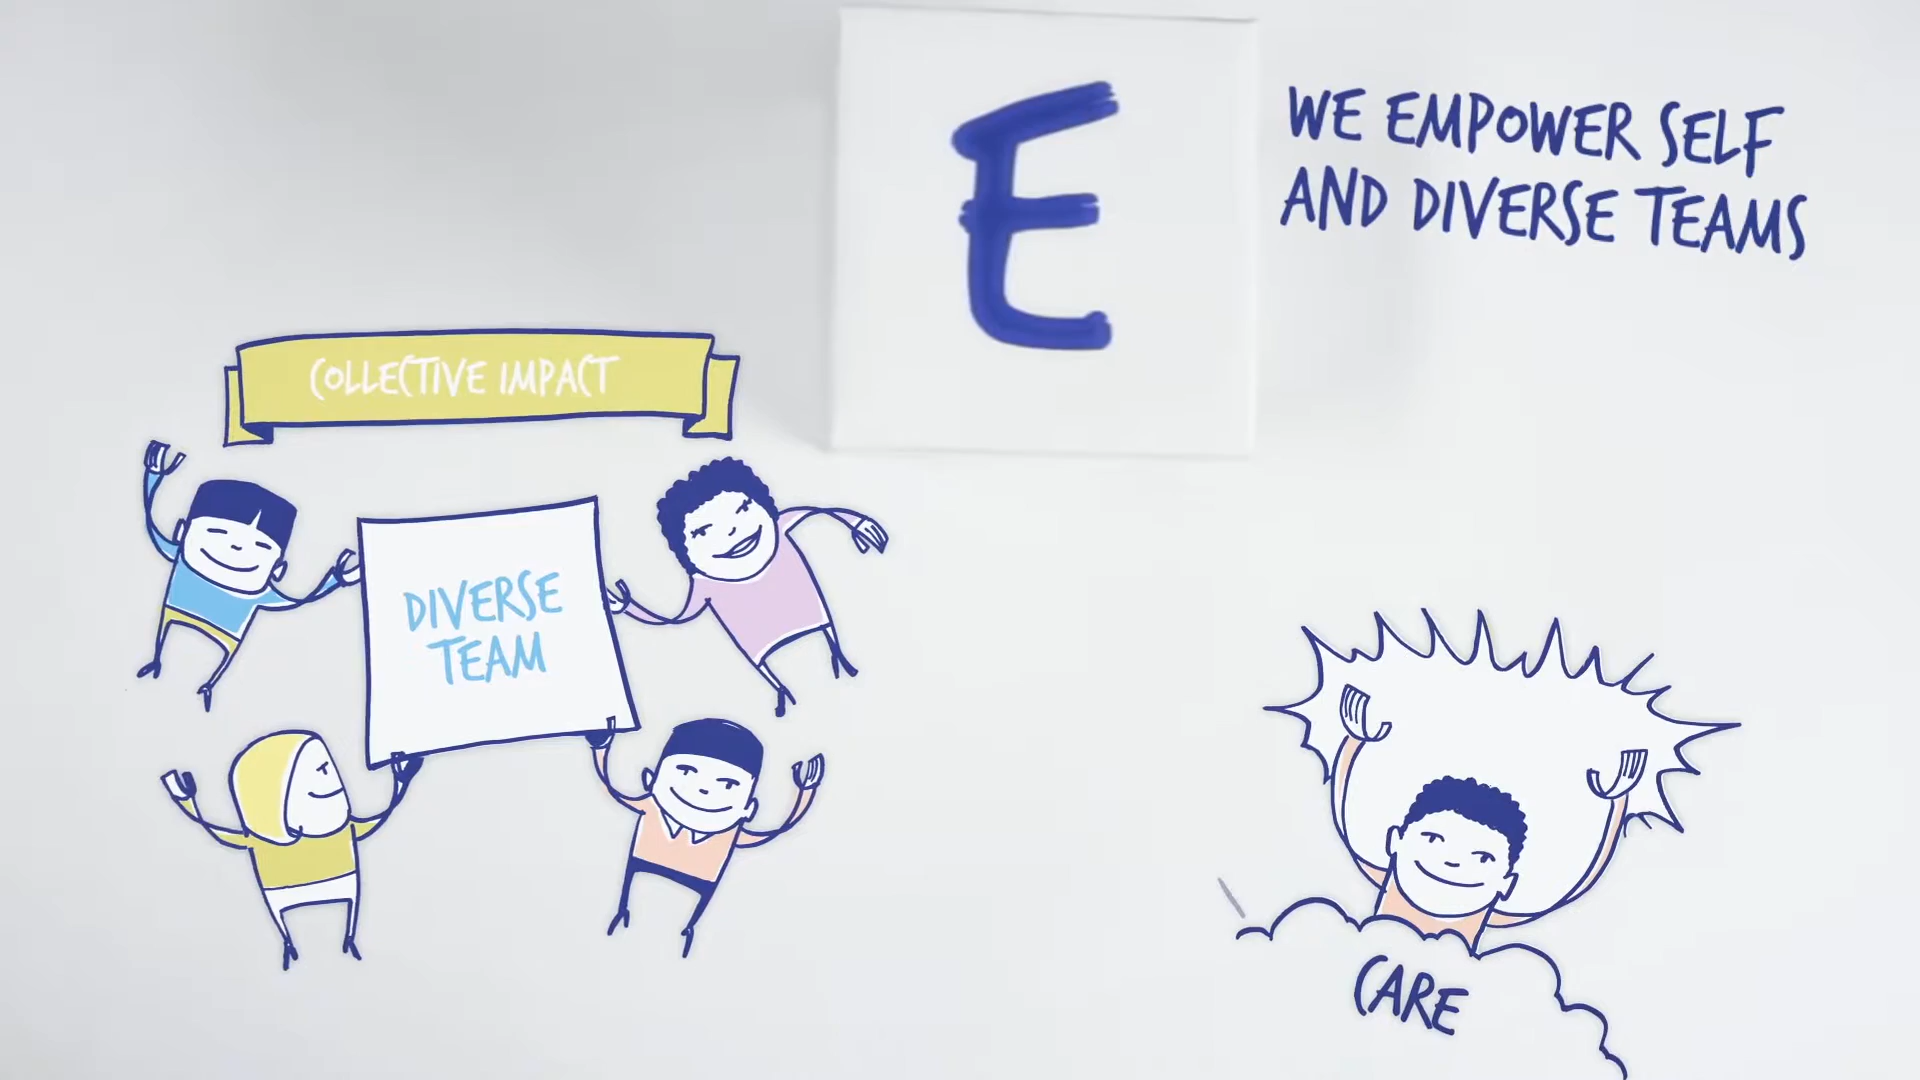 E
WE EMPOWER SELF
AND DIVERSE TEAMS
COLLECTIVE IMPACT
DIVERSE
TEAM
CARE